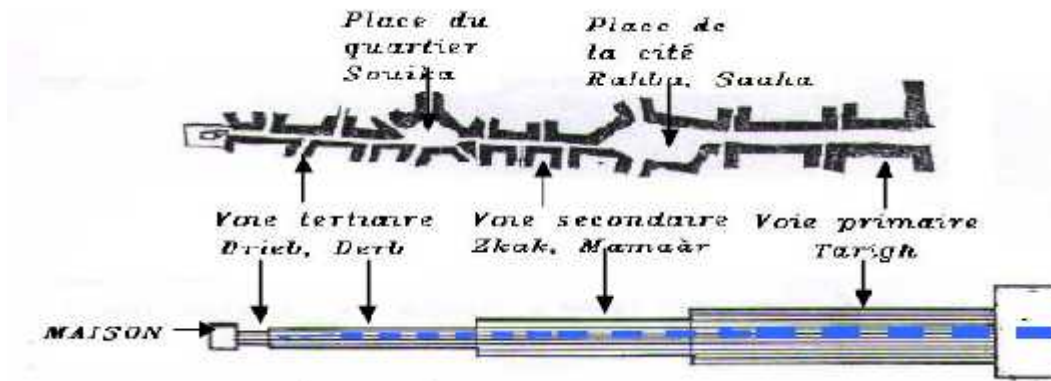 Place du
quartier
Souika
Place de
la cité
Rahba, Saaha
Voie tertiaire
Drieb, Derb
Voie secondaire
Zkak, Mamaàr
Voie primaire
Tarigh
MAISON